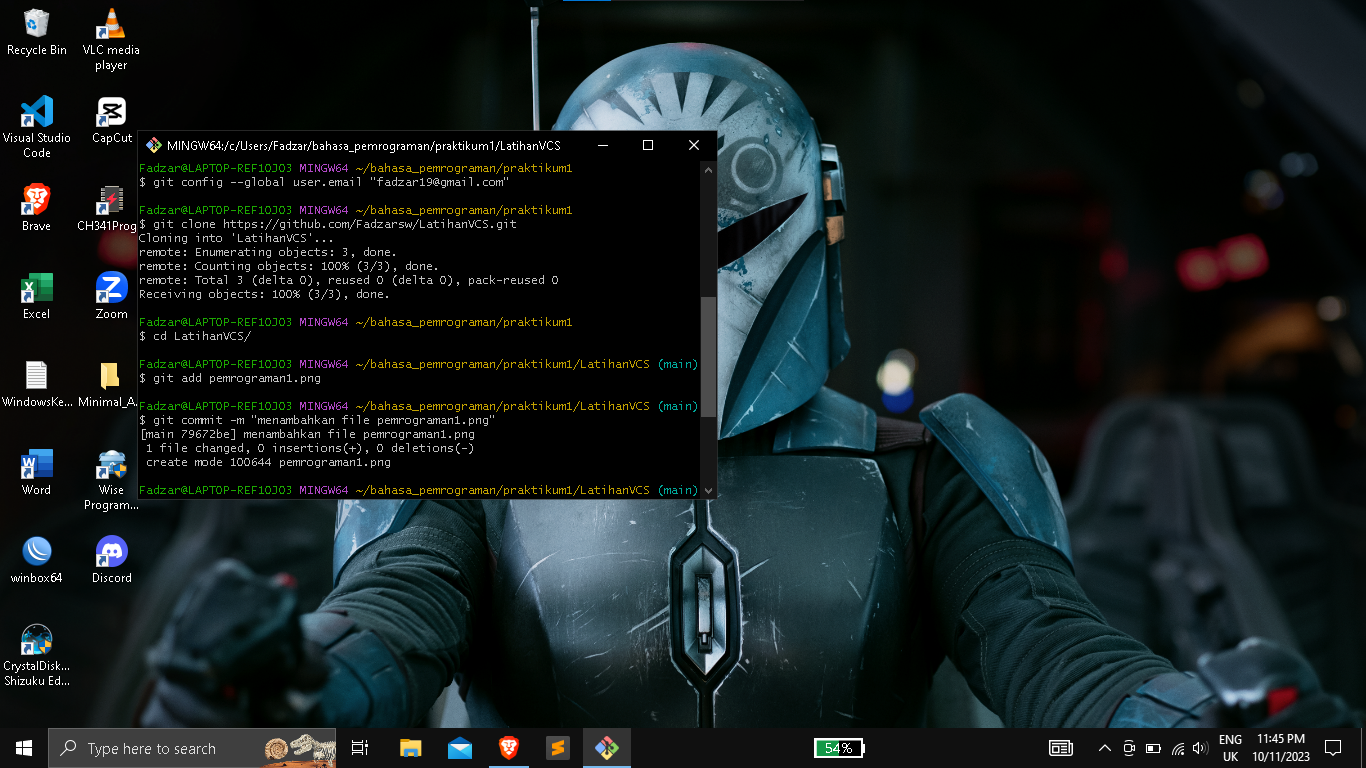 Recycle Bin
VLC media
player
Visual Studio
Code
CapCut
Brave
CH341Prog
Excel
Zoom
WindowsKe...
Minimal_A...
Word
Wise
Program...
winbox64
Discord
CrystalDisk...
Shizuku Ed...
MINGW64:/c/Users/Fadzar/bahasa_pemrograman/praktikum1/LatihanVCS
Fadzar@LAPTOP-REF1OJO3 MINGW64 ~/bahasa_pemrograman/praktikum1
$ git config --global user.email "fadzar19@gmail.com"
Fadzar@LAPTOP-REF1OJO3 MINGW64 ~/bahasa_pemrograman/praktikum1
$ git clone https://github.com/Fadzarsw/LatihanVCS.git
Cloning into 'LatihanVCS'...
remote: Enumerating objects: 3, done.
remote: Counting objects: 100% (3/3), done.
remote: Total 3 (delta 0), reused 0 (delta 0), pack-reused 0
Receiving objects: 100% (3/3), done.
Fadzar@LAPTOP-REF1OJO3 MINGW64 ~/bahasa_pemrograman/praktikum1
$ cd LatihanVCS/
Fadzar@LAPTOP-REF1OJO3 MINGW64 ~/bahasa_pemrograman/praktikum1/LatihanVCS (main)
$ git add pemrograman1.png
Fadzar@LAPTOP-REF1OJO3 MINGW64 ~/bahasa_pemrograman/praktikum1/LatihanVCS (main)
$ git commit -m "menambahkan file pemrograman1.png"
[main 79672be] menambahkan file pemrograman1.png
1 file changed, 0 insertions(+), 0 deletions(-)
create mode 100644 pemrograman1.png
Fadzar@LAPTOP-REF1OJO3 MINGW64 ~/bahasa_pemrograman/praktikum1/LatihanVCS (main)
Type here to search
54%
ENG
UK
11:45 PM
10/11/2023